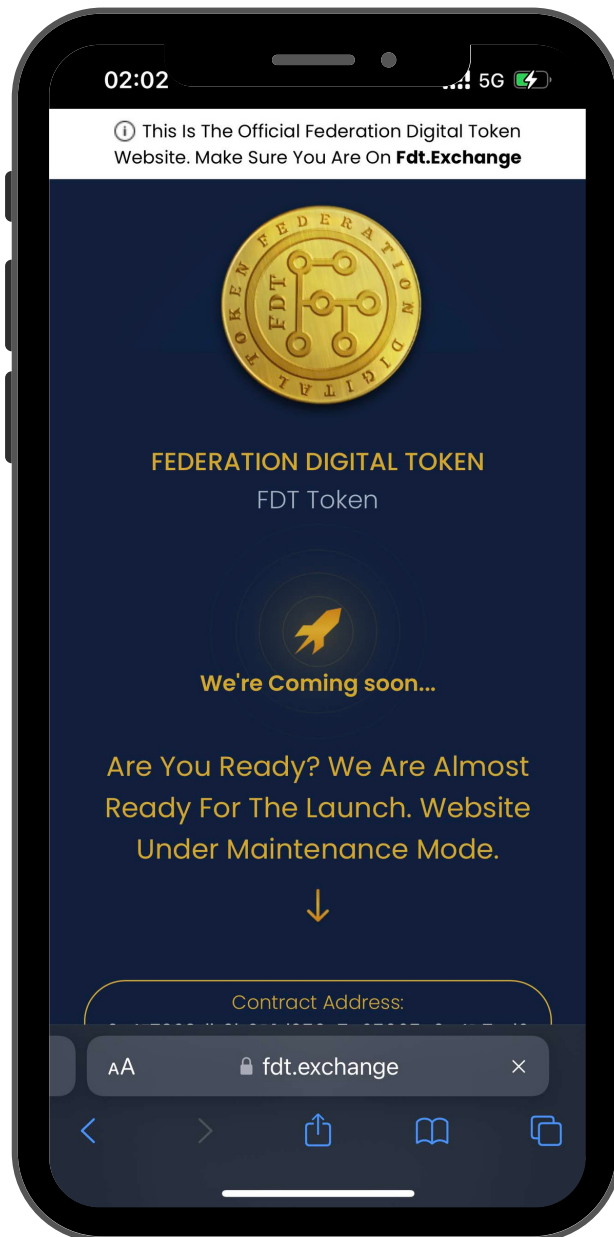 02:02
5G
This Is The Official Federation Digital Token
Website. Make Sure You Are On Fdt.Exchange
FEDERATION DIGITAL TOKEN
FDT
FEDERATION DIGITAL TOKEN
FDT Token
We're Coming soon...
Are You Ready? We Are Almost
Ready For The Launch. Website
Under Maintenance Mode.
Contract Address:
AA
fdt.exchange